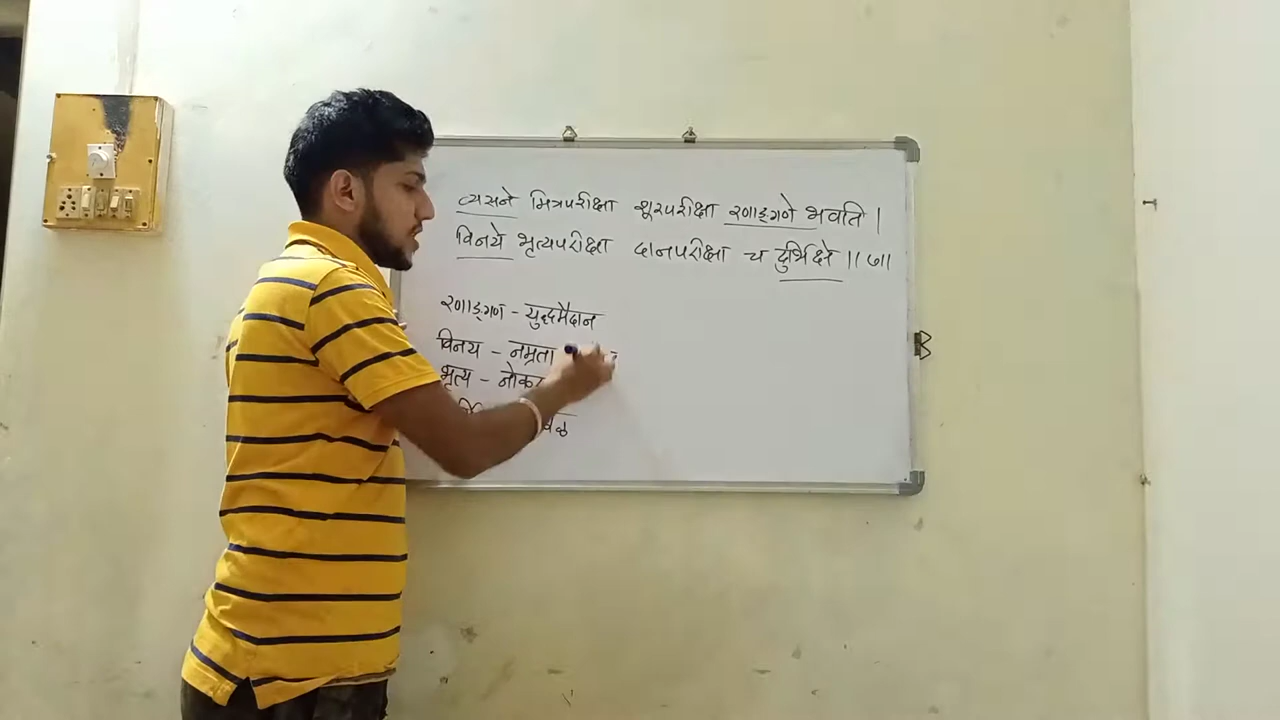 व्यसने मित्रपरीक्षा शूरपरीक्षा रणाङ्गणे भवति ।
विनये भृत्यपरीक्षा दानपरीक्षा च दुर्भिक्षे ॥ ७॥
रणाङ्गण - युद्धमैदान
विनय - नम्रता
भृत्य -